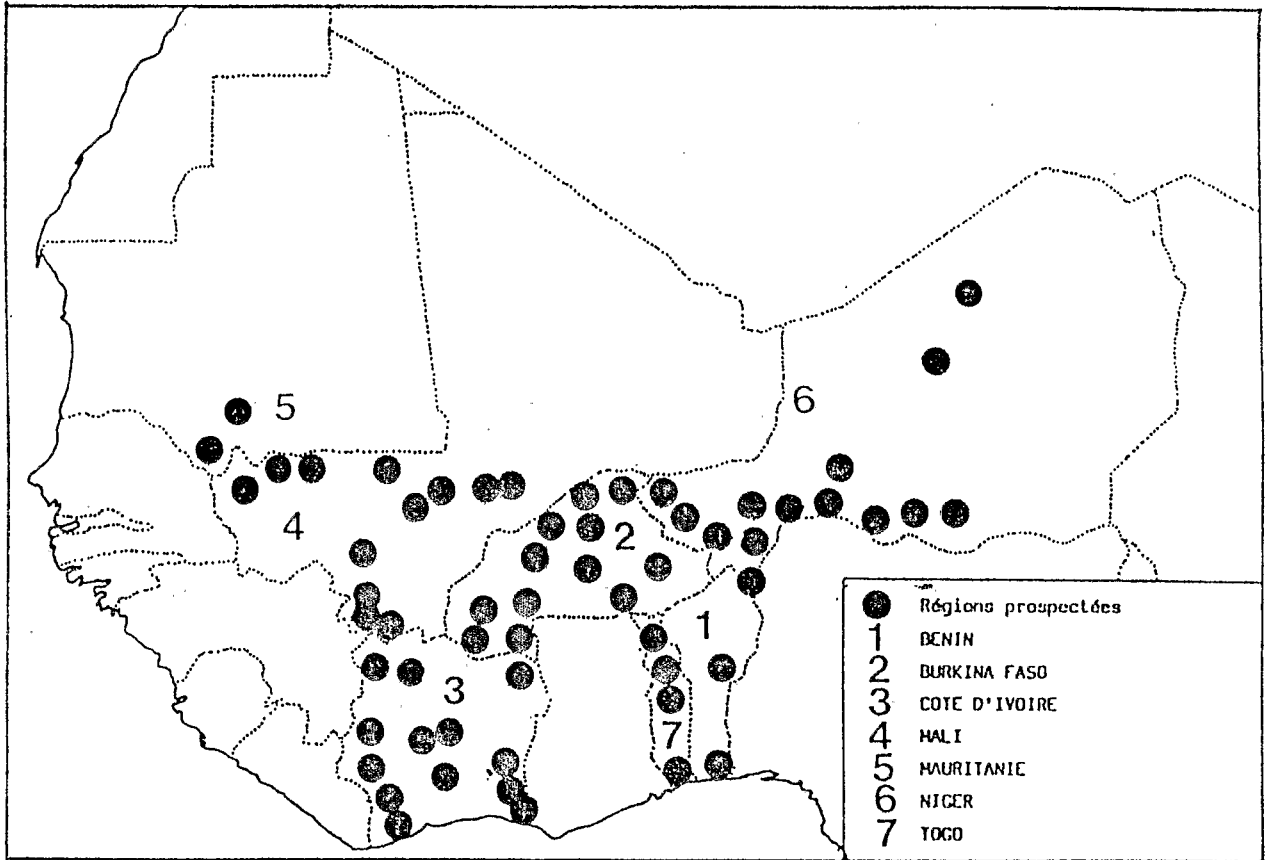 6
5
4
2
1
3
7
Régions prospectées
1 BENIN
2 BURKINA FASO
3 COTE D'IVOIRE
4 MALI
5 MAURITANIE
6 NIGER
7 TOGO